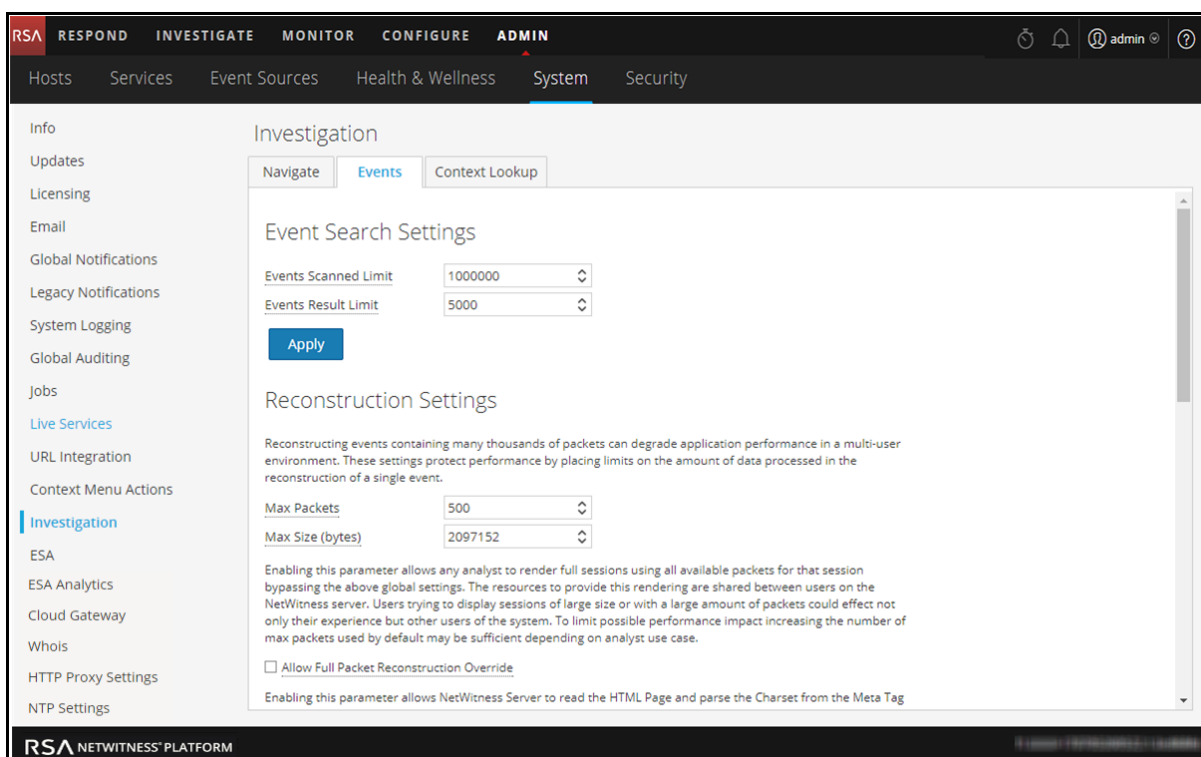 RSA RESPOND INVESTIGATE MONITOR CONFIGURE ADMIN admin ?
Hosts Services Event Sources Health & Wellness System Security
Info
Updates
Licensing
Email
Global Notifications
Legacy Notifications
System Logging
Global Auditing
Jobs
Live Services
URL Integration
Context Menu Actions
Investigation
ESA
ESA Analytics
Cloud Gateway
Whois
HTTP Proxy Settings
NTP Settings
Investigation
Navigate Events Context Lookup
Event Search Settings
Events Scanned Limit 1000000
Events Result Limit 5000
Apply
Reconstruction Settings
Reconstructing events containing many thousands of packets can degrade application performance in a multi-user
environment. These settings protect performance by placing limits on the amount of data processed in the
reconstruction of a single event.
Max Packets 500
Max Size (bytes) 2097152
Enabling this parameter allows any analyst to render full sessions using all available packets for that session
bypassing the above global settings. The resources to provide this rendering are shared between users on the
NetWitness server. Users trying to display sessions of large size or with a large amount of packets could effect not
only their experience but other users of the system. To limit possible performance impact increasing the number of
max packets used by default may be sufficient depending on analyst use case.
Allow Full Packet Reconstruction Override
Enabling this parameter allows NetWitness Server to read the HTML Page and parse the Charset from the Meta Tag
RSA NETWITNESS® PLATFORM